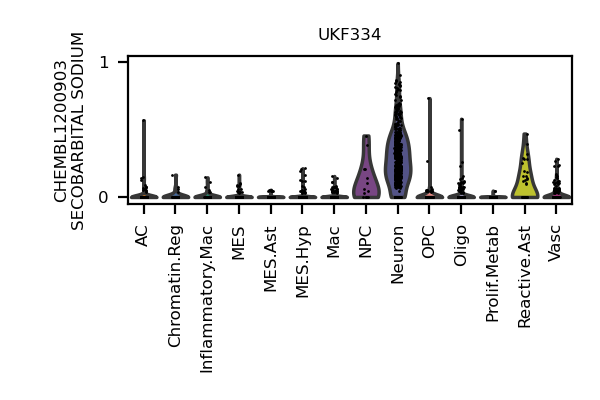 UKF334
CHEMBL1200903
SECOBARBITAL SODIUM
1
0
AC
Chromatin.Reg
Inflammatory.Mac
MES
MES.Ast
MES.Hyp
Mac
NPC
Neuron
OPC
Oligo
Prolif.Metab
Reactive.Ast
Vasc